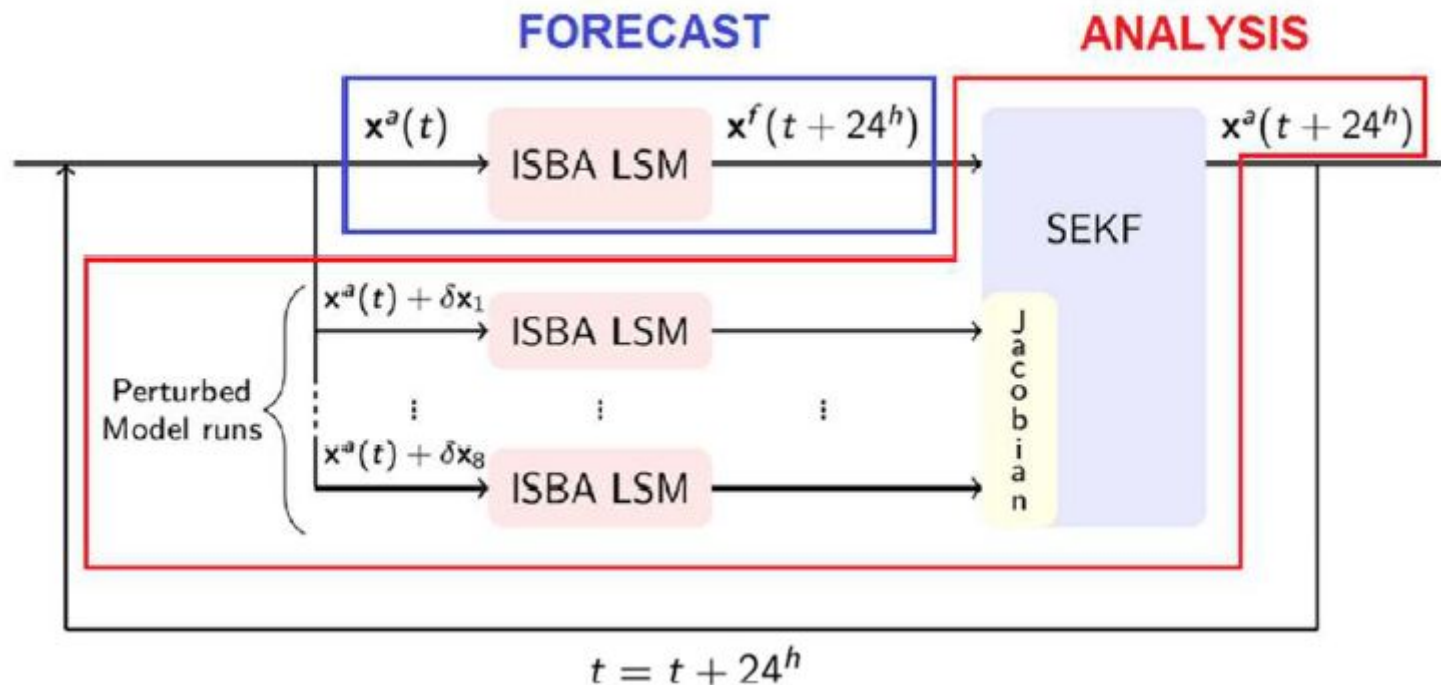 FORECAST
ANALYSIS
𝐱ᵃ(t)
ISBA LSM
𝐱ᶠ(t + 24ʰ)
𝐱ᵃ(t + 24ʰ)
SEKF
𝐱ᵃ(t) + δ𝐱₁
ISBA LSM
Jacobian
Perturbed
Model runs
⋮
⋮
⋮
𝐱ᵃ(t) + δ𝐱₈
ISBA LSM
t = t + 24ʰ